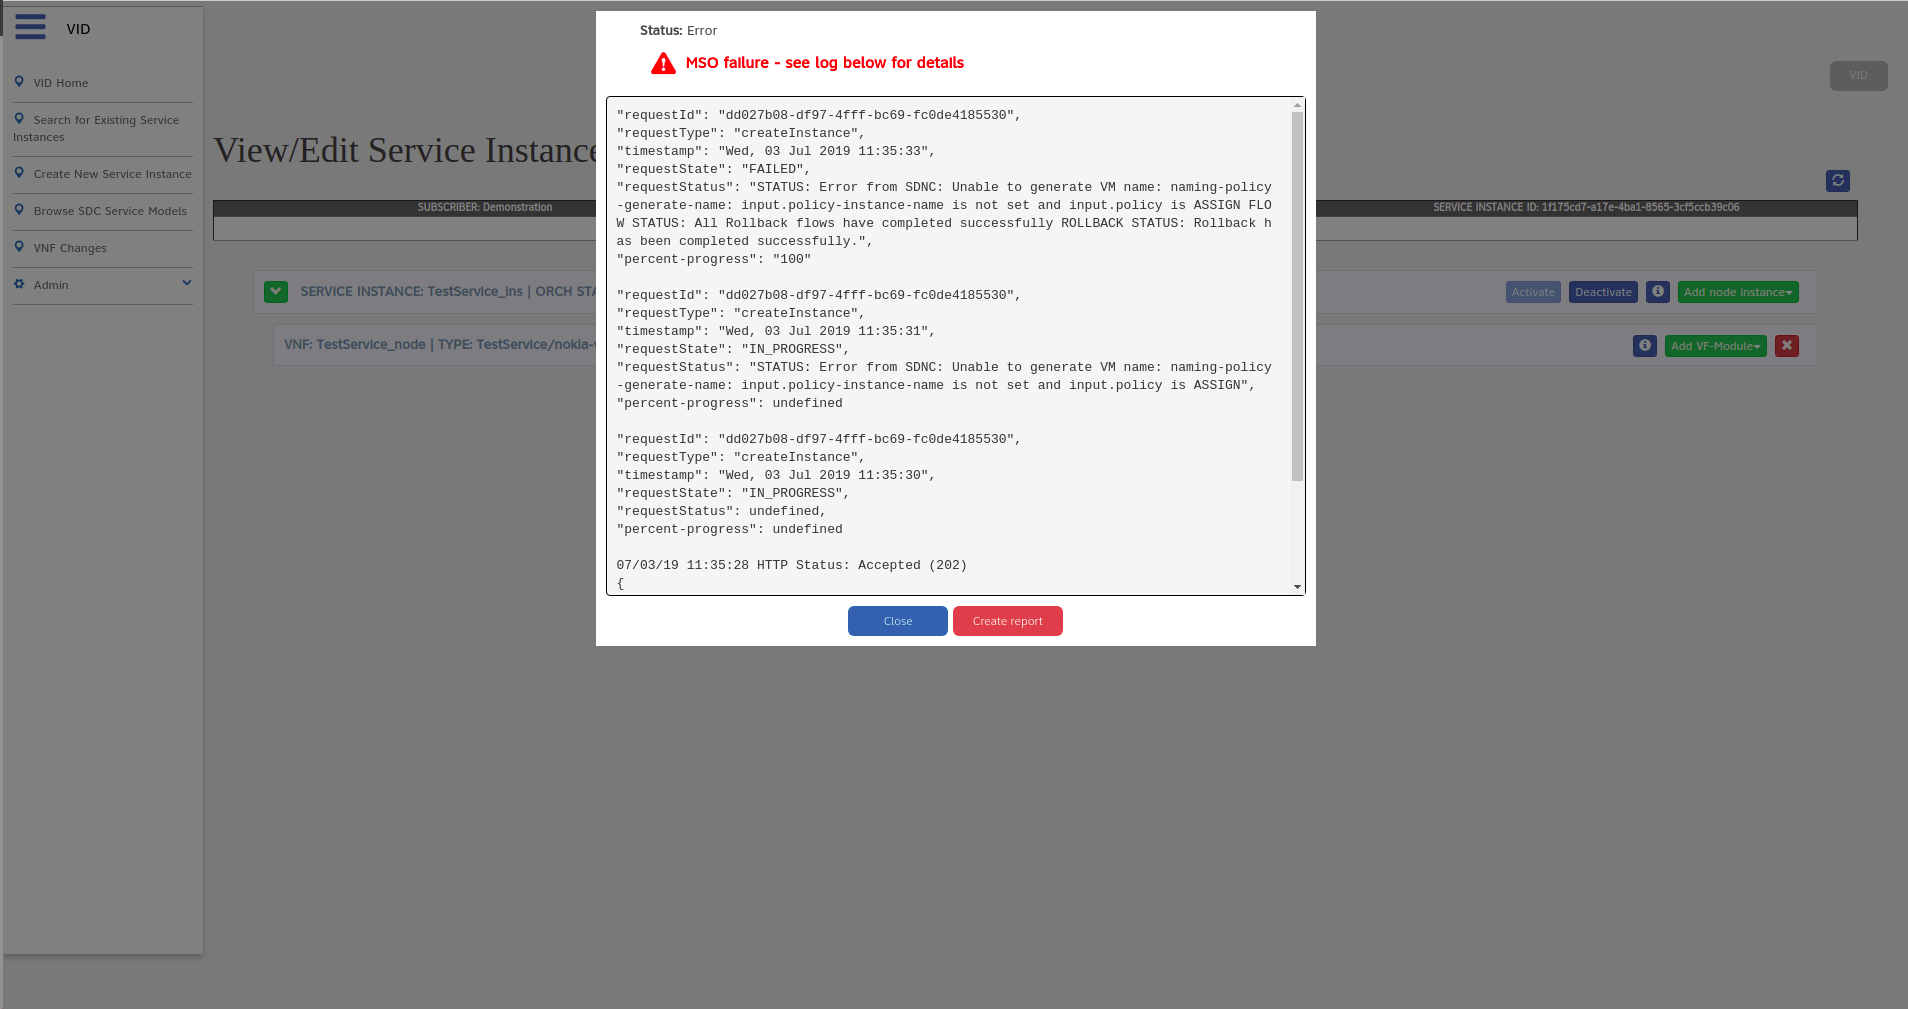 VID
VID Home
Search for Existing Service
Instances
Create New Service Instance
Browse SDC Service Models
VNF Changes
Admin
VID
View/Edit Service Instance
SUBSCRIBER: Demonstration
SERVICE INSTANCE ID: 1f175cd7-a17e-4ba1-8565-3cf5ccb39c06
SERVICE INSTANCE: TestService_ins | ORCH STA
Activate
Deactivate
Add node instance
VNF: TestService_node | TYPE: TestService/nokia-v
Add VF-Module
Status: Error
MSO failure - see log below for details
"requestId": "dd027b08-df97-4fff-bc69-fc0de4185530",
"requestType": "createInstance",
"timestamp": "Wed, 03 Jul 2019 11:35:33",
"requestState": "FAILED",
"requestStatus": "STATUS: Error from SDNC: Unable to generate VM name: naming-policy
-generate-name: input.policy-instance-name is not set and input.policy is ASSIGN FLO
W STATUS: All Rollback flows have completed successfully ROLLBACK STATUS: Rollback h
as been completed successfully.",
"percent-progress": "100"
"requestId": "dd027b08-df97-4fff-bc69-fc0de4185530",
"requestType": "createInstance",
"timestamp": "Wed, 03 Jul 2019 11:35:31",
"requestState": "IN_PROGRESS",
"requestStatus": "STATUS: Error from SDNC: Unable to generate VM name: naming-policy
-generate-name: input.policy-instance-name is not set and input.policy is ASSIGN",
"percent-progress": undefined
"requestId": "dd027b08-df97-4fff-bc69-fc0de4185530",
"requestType": "createInstance",
"timestamp": "Wed, 03 Jul 2019 11:35:30",
"requestState": "IN_PROGRESS",
"requestStatus": undefined,
"percent-progress": undefined
07/03/19 11:35:28 HTTP Status: Accepted (202)
{
Close
Create report